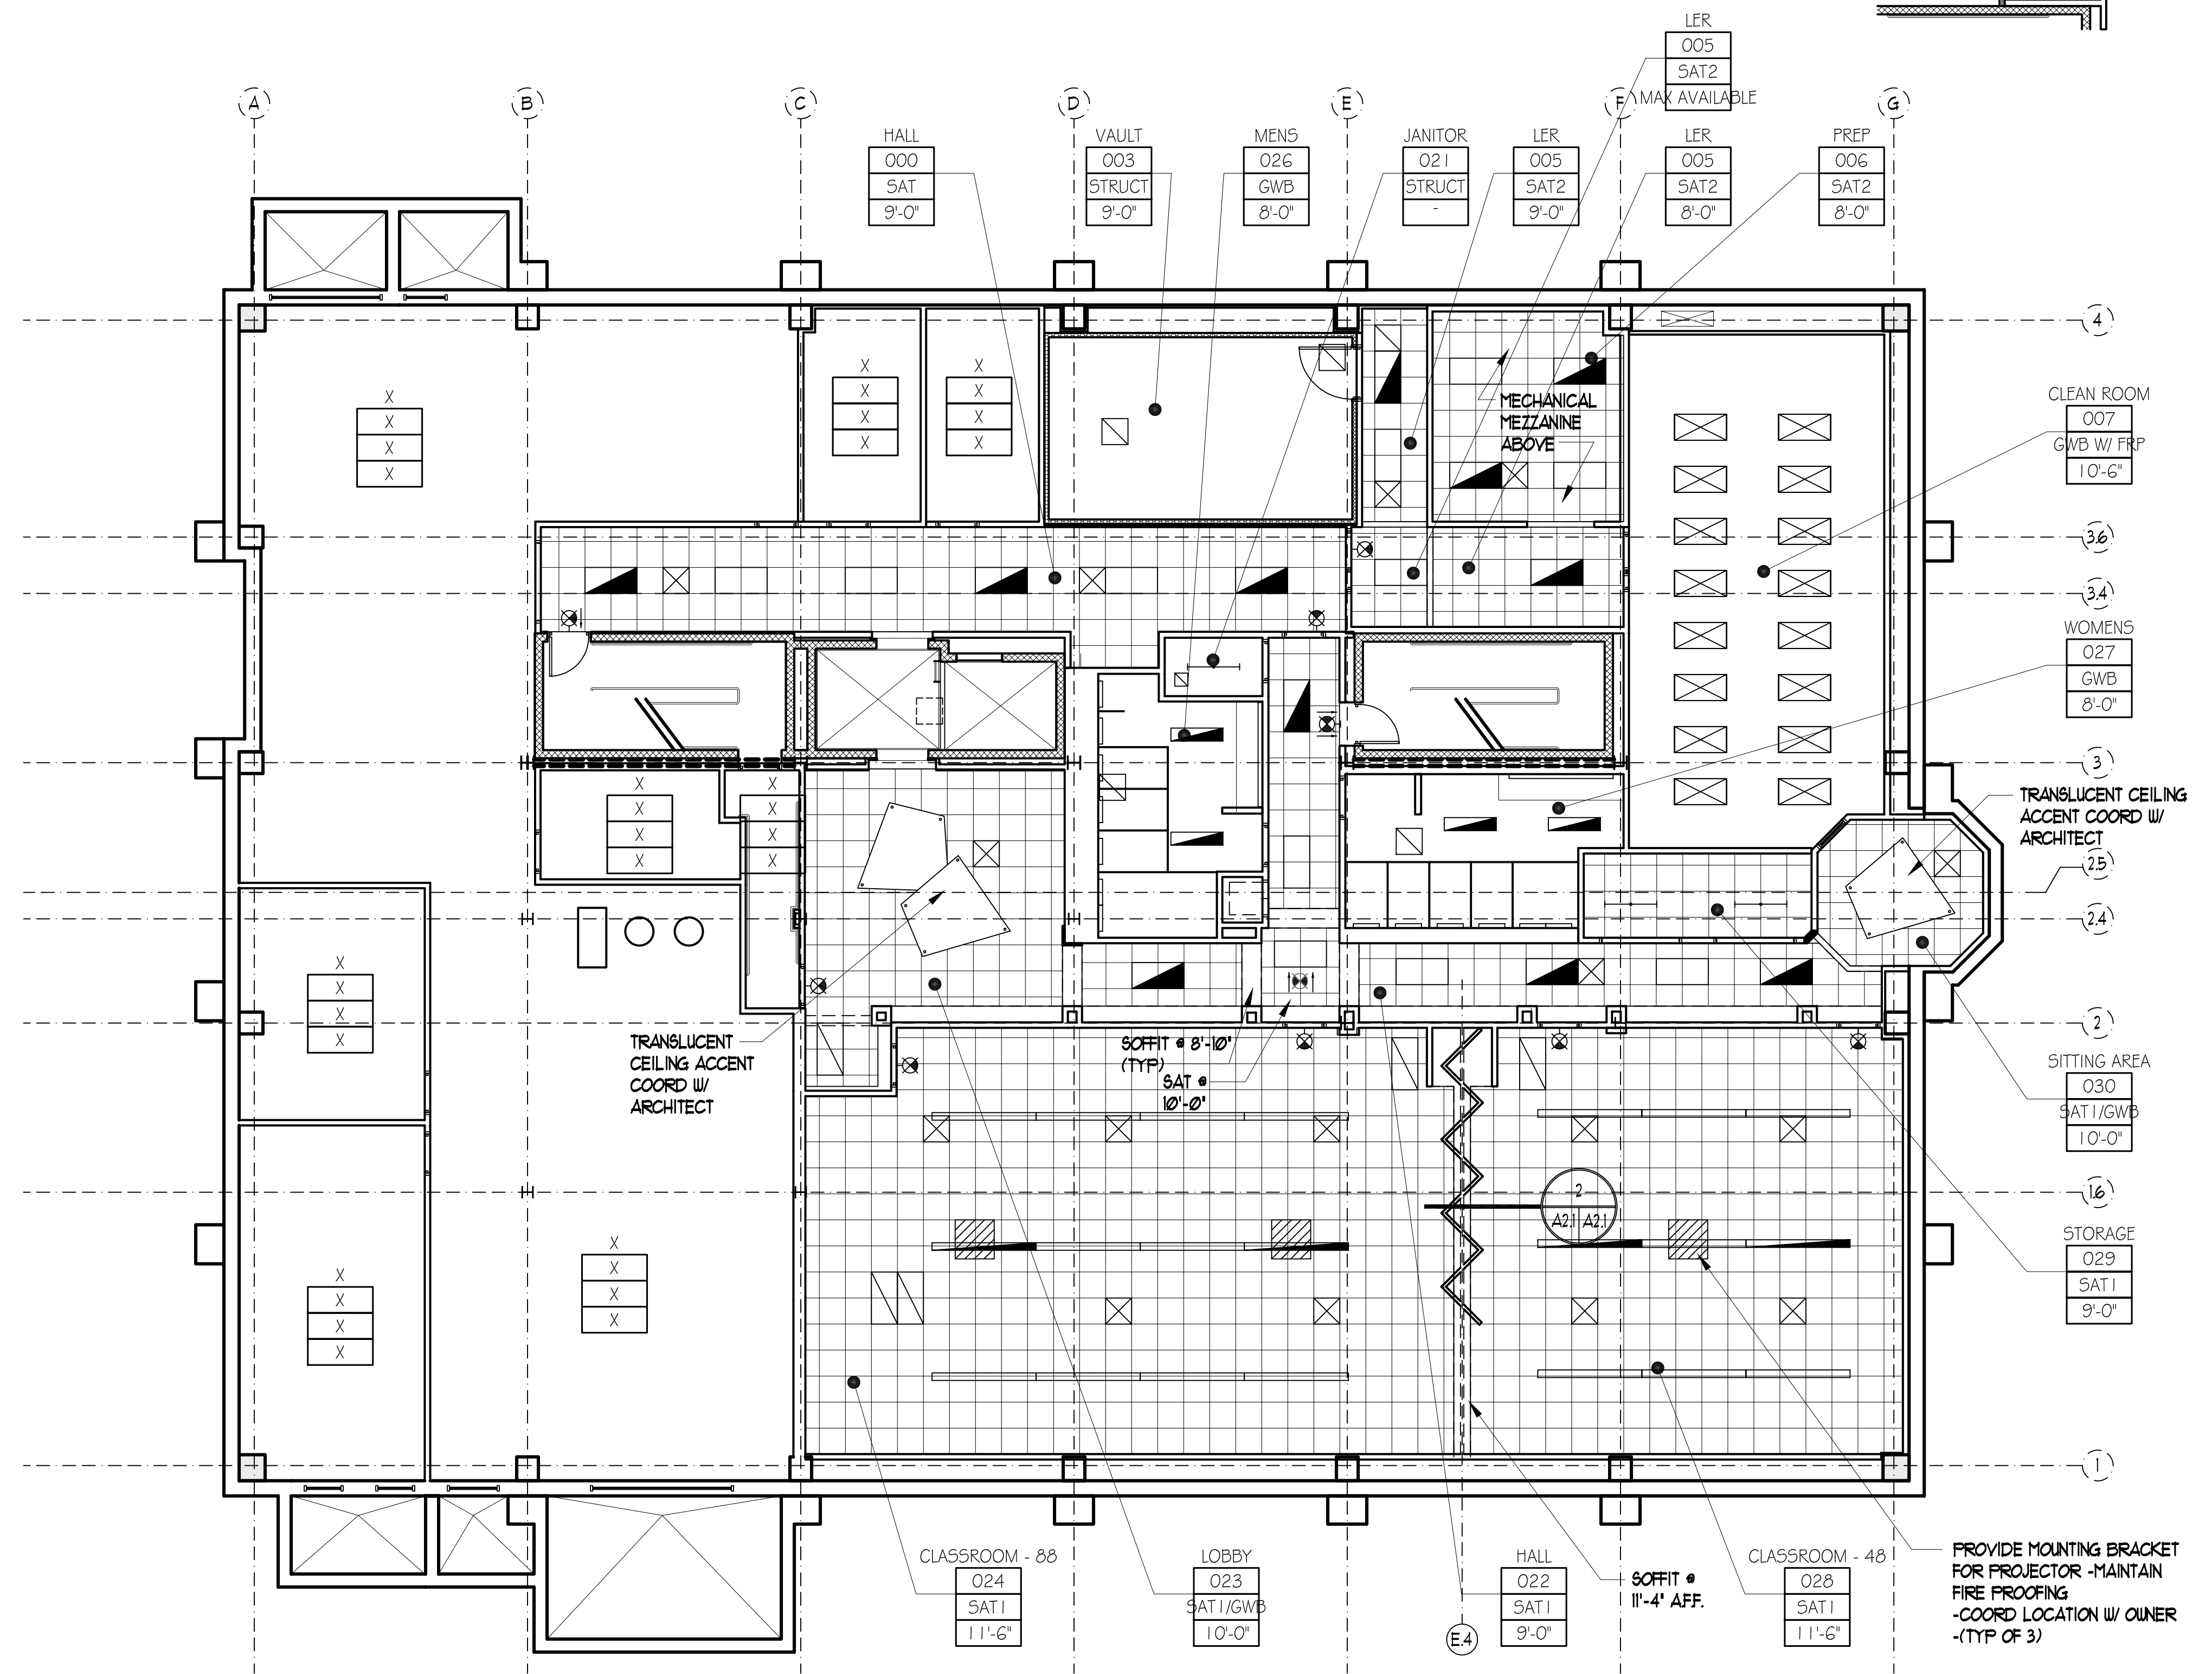 LER
005
SAT2
MAX AVAILABLE
A
B
C
D
E
F
G
HALL
000
SAT
9'-0"
VAULT
003
STRUCT
9'-0"
MENS
026
GWB
8'-0"
JANITOR
021
STRUCT
-
LER
005
SAT2
9'-0"
LER
005
SAT2
8'-0"
PREP
006
SAT2
8'-0"
4
X
X
X
X
X
X
X
X
X
X
X
X
MECHANICAL
MEZZANINE
ABOVE
CLEAN ROOM
007
GWB W/ FRP
10'-6"
3.6
3.4
WOMENS
027
GWB
8'-0"
3
X
X
X
X
X
X
X
X
TRANSLUCENT CEILING
ACCENT COORD W/
ARCHITECT
2.5
2.4
X
X
X
X
TRANSLUCENT
CEILING ACCENT
COORD W/
ARCHITECT
SOFFIT @ 8'-10"
(TYP)
SAT @
10'-0"
2
SITTING AREA
030
SAT1/GWB
10'-0"
2
A2.1
A2.1
1.6
STORAGE
029
SAT1
9'-0"
X
X
X
X
X
X
X
X
1
CLASSROOM - 88
024
SAT1
11'-6"
LOBBY
023
SAT1/GWB
10'-0"
E.4
HALL
022
SAT1
9'-0"
SOFFIT @
11'-4" A.F.F.
CLASSROOM - 48
028
SAT1
11'-6"
PROVIDE MOUNTING BRACKET
FOR PROJECTOR -MAINTAIN
FIRE PROOFING
-COORD LOCATION W/ OWNER
-(TYP OF 3)